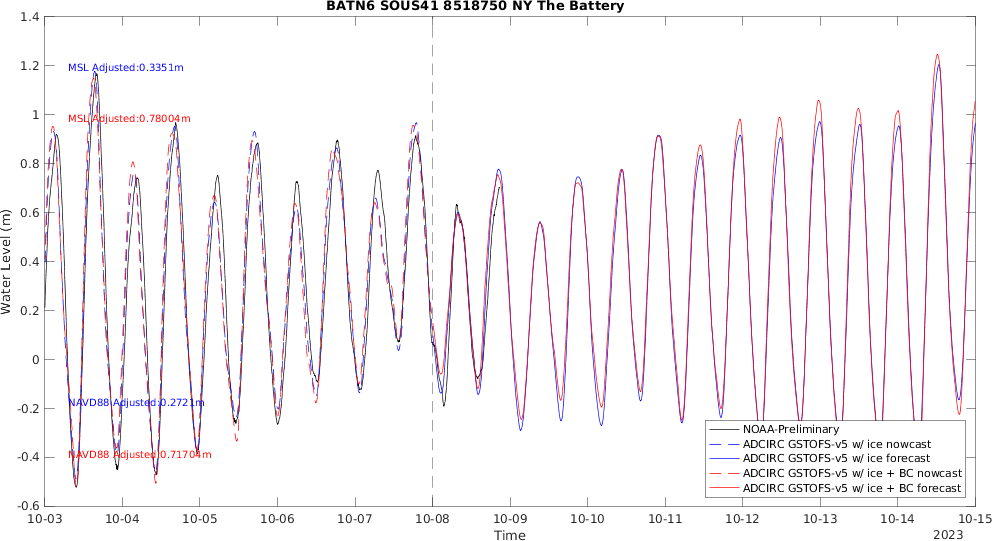 BATN6 SOUS41 8518750 NY The Battery
1.4
1.2
1
0.8
0.6
0.4
0.2
0
-0.2
-0.4
-0.6
Water Level (m)
MSL Adjusted:0.3351m
MSL Adjusted:0.78004m
NAVD88 Adjusted:0.2721m
NAVD88 Adjusted:0.71704m
NOAA-Preliminary
ADCIRC GSTOFS-v5 w/ ice nowcast
ADCIRC GSTOFS-v5 w/ ice forecast
ADCIRC GSTOFS-v5 w/ ice + BC nowcast
ADCIRC GSTOFS-v5 w/ ice + BC forecast
10-03 10-04 10-05 10-06 10-07 10-08 10-09 10-10 10-11 10-12 10-13 10-14 10-15
Time
2023